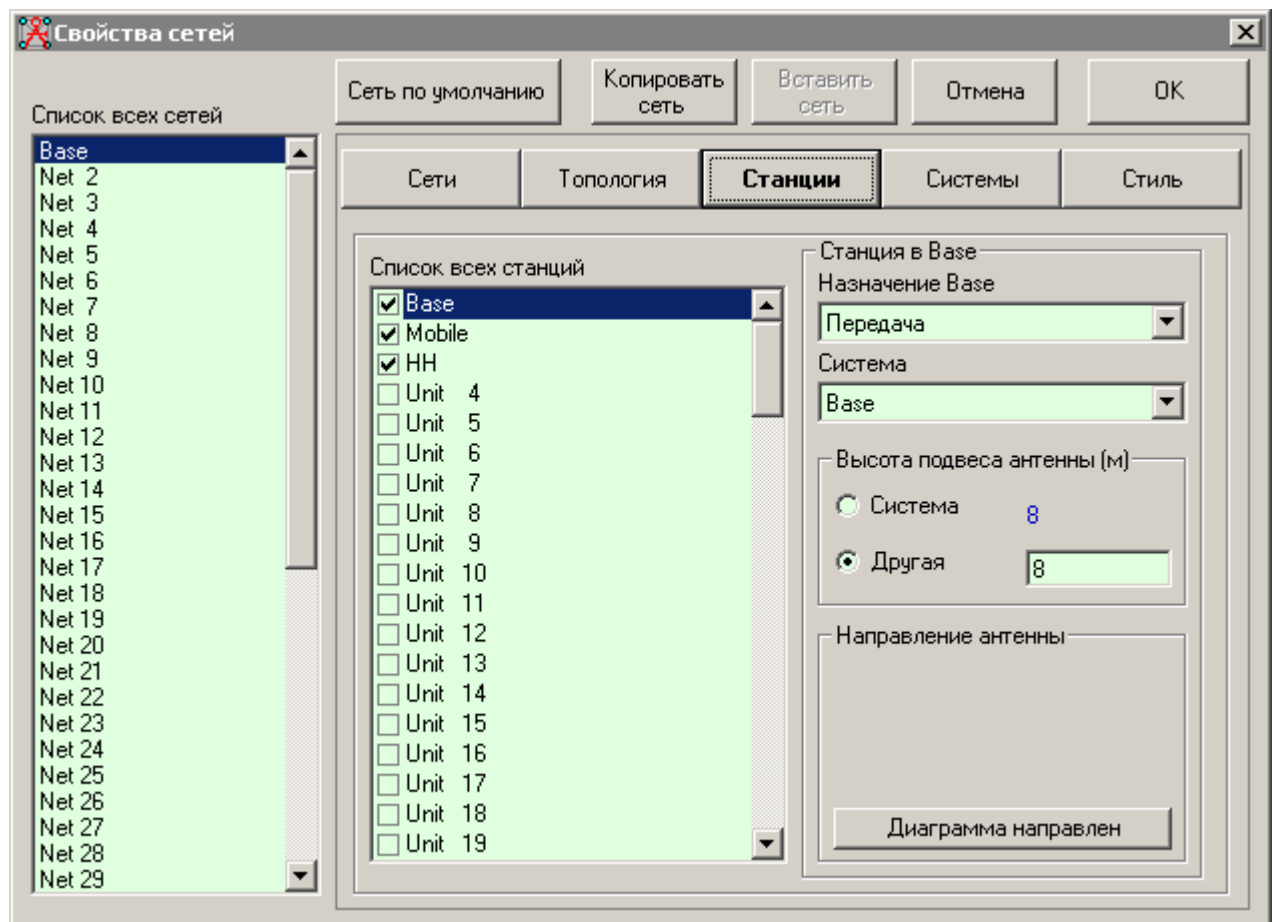 Свойства сетей
Сеть по умолчанию
Копировать
сеть
Вставить
сеть
Отмена
OK
Список всех сетей
Base
Net 2
Net 3
Net 4
Net 5
Net 6
Net 7
Net 8
Net 9
Net 10
Net 11
Net 12
Net 13
Net 14
Net 15
Net 16
Net 17
Net 18
Net 19
Net 20
Net 21
Net 22
Net 23
Net 24
Net 25
Net 26
Net 27
Net 28
Net 29
Сети
Топология
Станции
Системы
Стиль
Список всех станций
Base
Mobile
HH
Unit 4
Unit 5
Unit 6
Unit 7
Unit 8
Unit 9
Unit 10
Unit 11
Unit 12
Unit 13
Unit 14
Unit 15
Unit 16
Unit 17
Unit 18
Unit 19
Станция в Base
Назначение Base
Передача
Система
Base
Высота подвеса антенны (м)
Система 8
Другая 8
Направление антенны
Диаграмма направлен